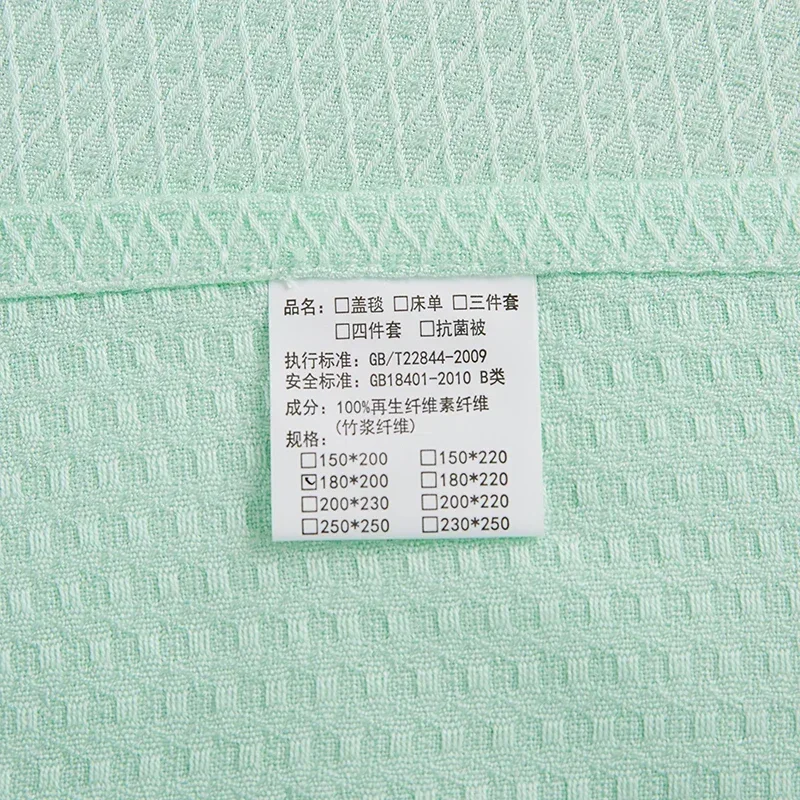 品名：□盖毯 □床单 □三件套
□四件套 □抗菌被
执行标准：GB/T22844-2009
安全标准：GB18401-2010 B类
成分：100%再生纤维素纤维
(竹浆纤维)
规格：
□150*200 □150*220
☑180*200 □180*220
□200*230 □200*220
□250*250 □230*250